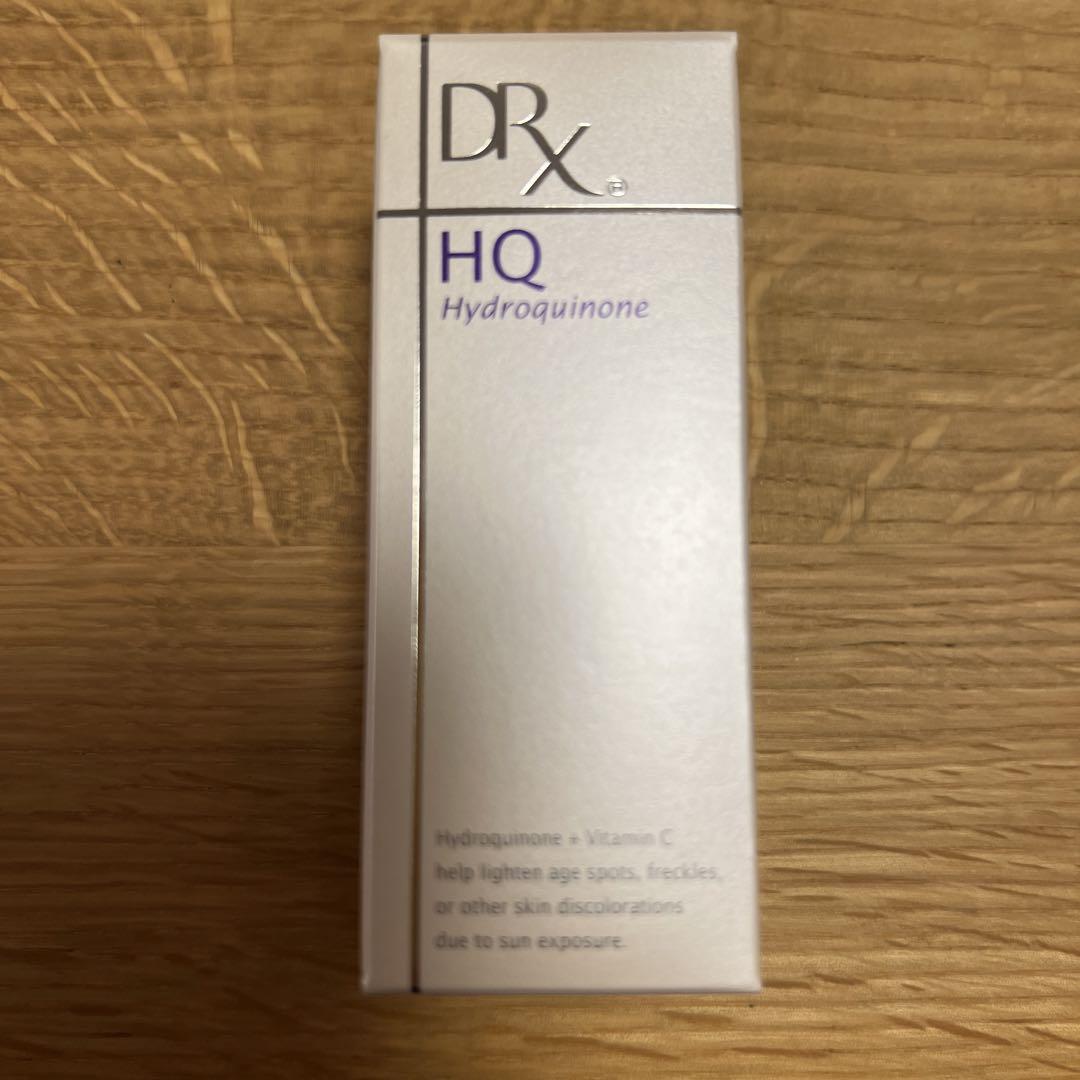 DRX®
HQ
Hydroquinone
Hydroquinone + Vitamin C
help lighten age spots, freckles,
or other skin discolorations
due to sun exposure.